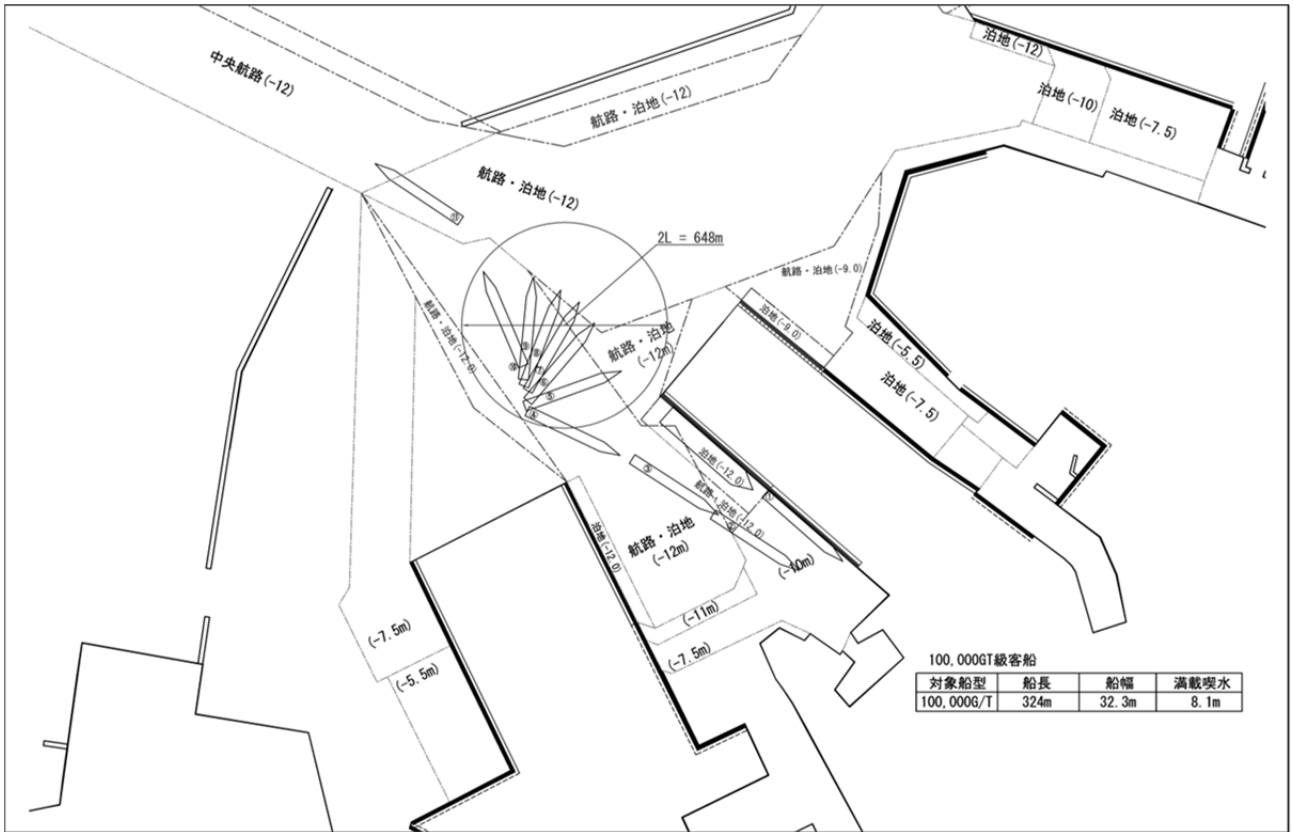 中央航路(-12)
航路・泊地(-12)
泊地(-12)
泊地(-10)
泊地(-7.5)
航路・泊地(-12)
2L = 648m
航路・泊地(-9.0)
航路・泊地(-12.0)
航路・泊地
(-12m)
泊地(-9.0)
泊地(-5.5)
泊地(-7.5)
⑤
泊地(-12.0)
航路・泊地(-12.0)
泊地(-12.0)
航路・泊地
(-12m)
(-11m)
(-7.5m)
(-7.5m)
(-5.5m)
100,000GT級客船
対象船型 船長 船幅 満載喫水
100,000G/T 324m 32.3m 8.1m